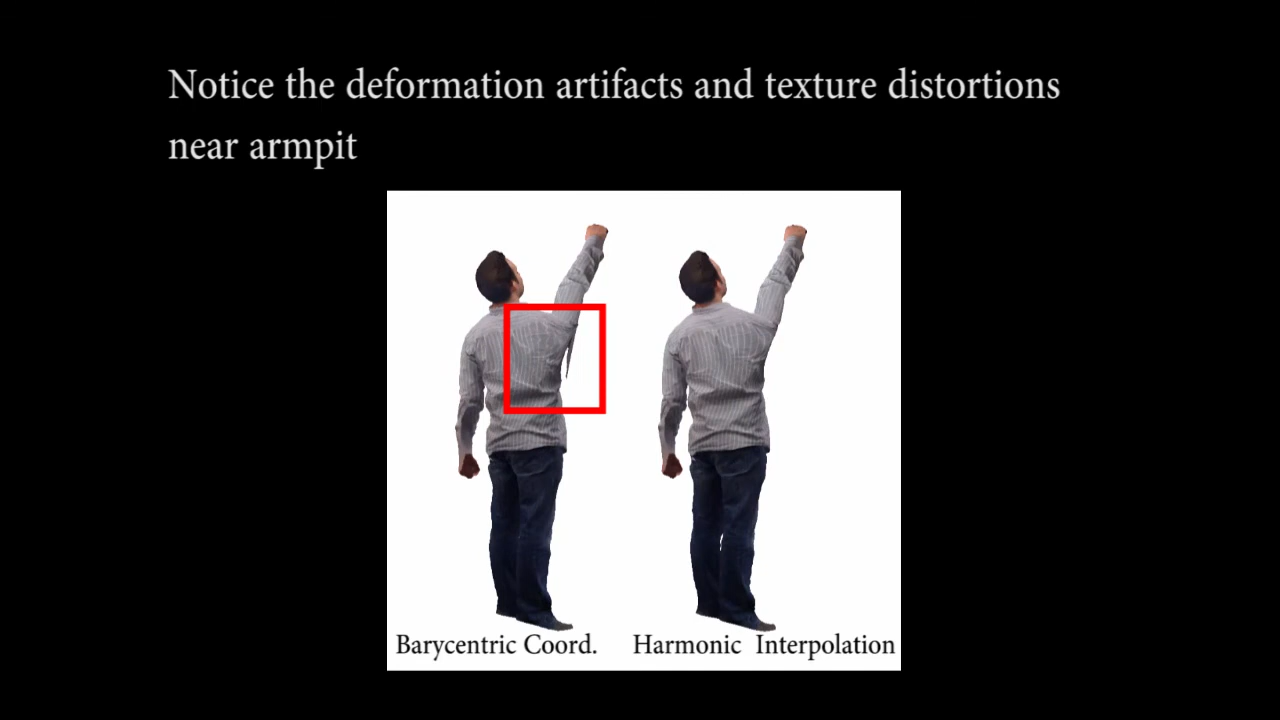 Notice the deformation artifacts and texture distortions
near armpit
Barycentric Coord.
Harmonic Interpolation